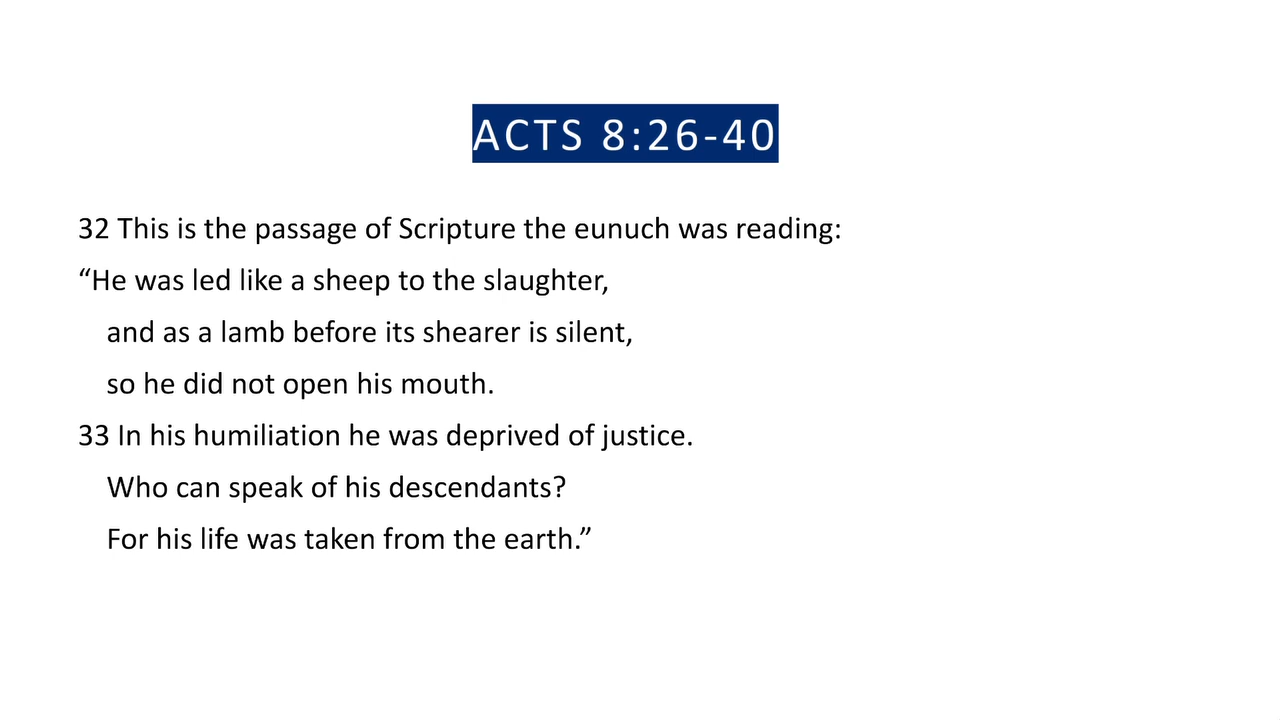 ACTS 8:26-40
32 This is the passage of Scripture the eunuch was reading:
“He was led like a sheep to the slaughter,
and as a lamb before its shearer is silent,
so he did not open his mouth.
33 In his humiliation he was deprived of justice.
Who can speak of his descendants?
For his life was taken from the earth.”